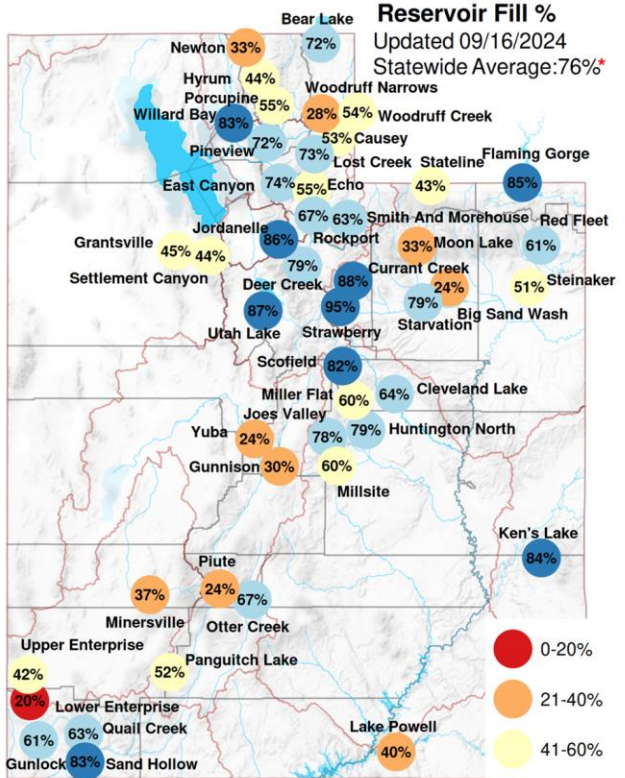 Reservoir Fill %
Updated 09/16/2024
Statewide Average:76%*
Bear Lake
72%
Newton
33%
Hyrum
44%
Porcupine
55%
Woodruff Narrows
28%
54%
Woodruff Creek
Willard Bay
83%
53%
Causey
Pineview
72%
73%
Lost Creek
Stateline
43%
Flaming Gorge
85%
East Canyon
74%
55%
Echo
67%
Rockport
63%
Smith And Morehouse
Red Fleet
61%
Jordanelle
86%
Grantsville
45%
44%
Settlement Canyon
33%
Moon Lake
Deer Creek
79%
Currant Creek
88%
24%
Big Sand Wash
79%
Starvation
51%
Steinaker
87%
Utah Lake
95%
Strawberry
Scofield
82%
Miller Flat
60%
64%
Cleveland Lake
Joes Valley
78%
79%
Huntington North
Yuba
24%
Gunnison
30%
60%
Millsite
Ken's Lake
84%
Piute
24%
67%
Otter Creek
37%
Minersville
Upper Enterprise
42%
52%
Panguitch Lake
20%
Lower Enterprise
61%
Gunlock
63%
Quail Creek
83%
Sand Hollow
Lake Powell
40%
0-20%
21-40%
41-60%